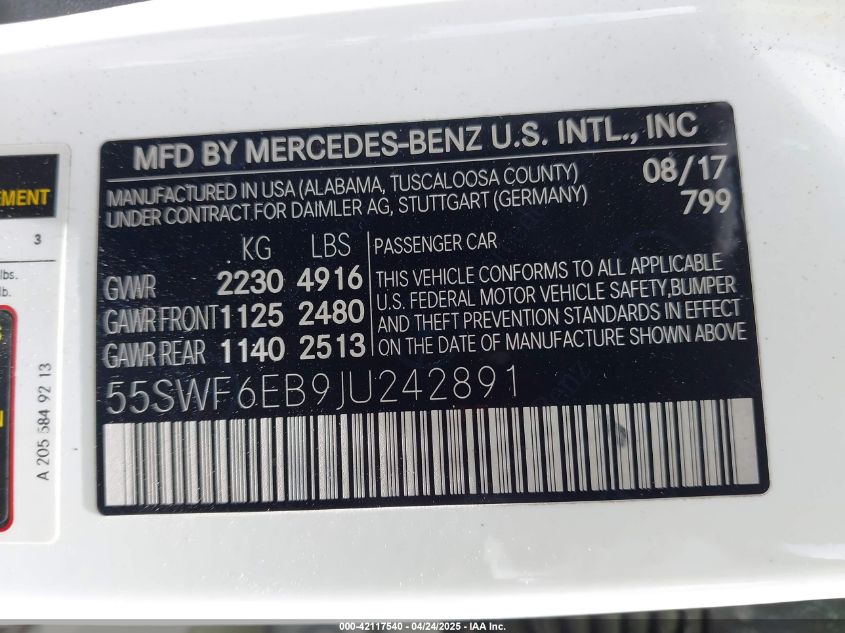 MFD BY MERCEDES-BENZ U.S. INTL., INC
MANUFACTURED IN USA (ALABAMA, TUSCALOOSA COUNTY)
UNDER CONTRACT FOR DAIMLER AG, STUTTGART (GERMANY)
08/17
799
KG LBS
GVWR 2230 4916
GAWR FRONT 1125 2480
GAWR REAR 1140 2513
PASSENGER CAR
THIS VEHICLE CONFORMS TO ALL APPLICABLE
U.S. FEDERAL MOTOR VEHICLE SAFETY,BUMPER
AND THEFT PREVENTION STANDARDS IN EFFECT
ON THE DATE OF MANUFACTURE SHOWN ABOVE
55SWF6EB9JU242891
EMENT
3
lbs.
lb.
A 205 584 92 13
000-42117540 - 04/24/2025 - IAA Inc.